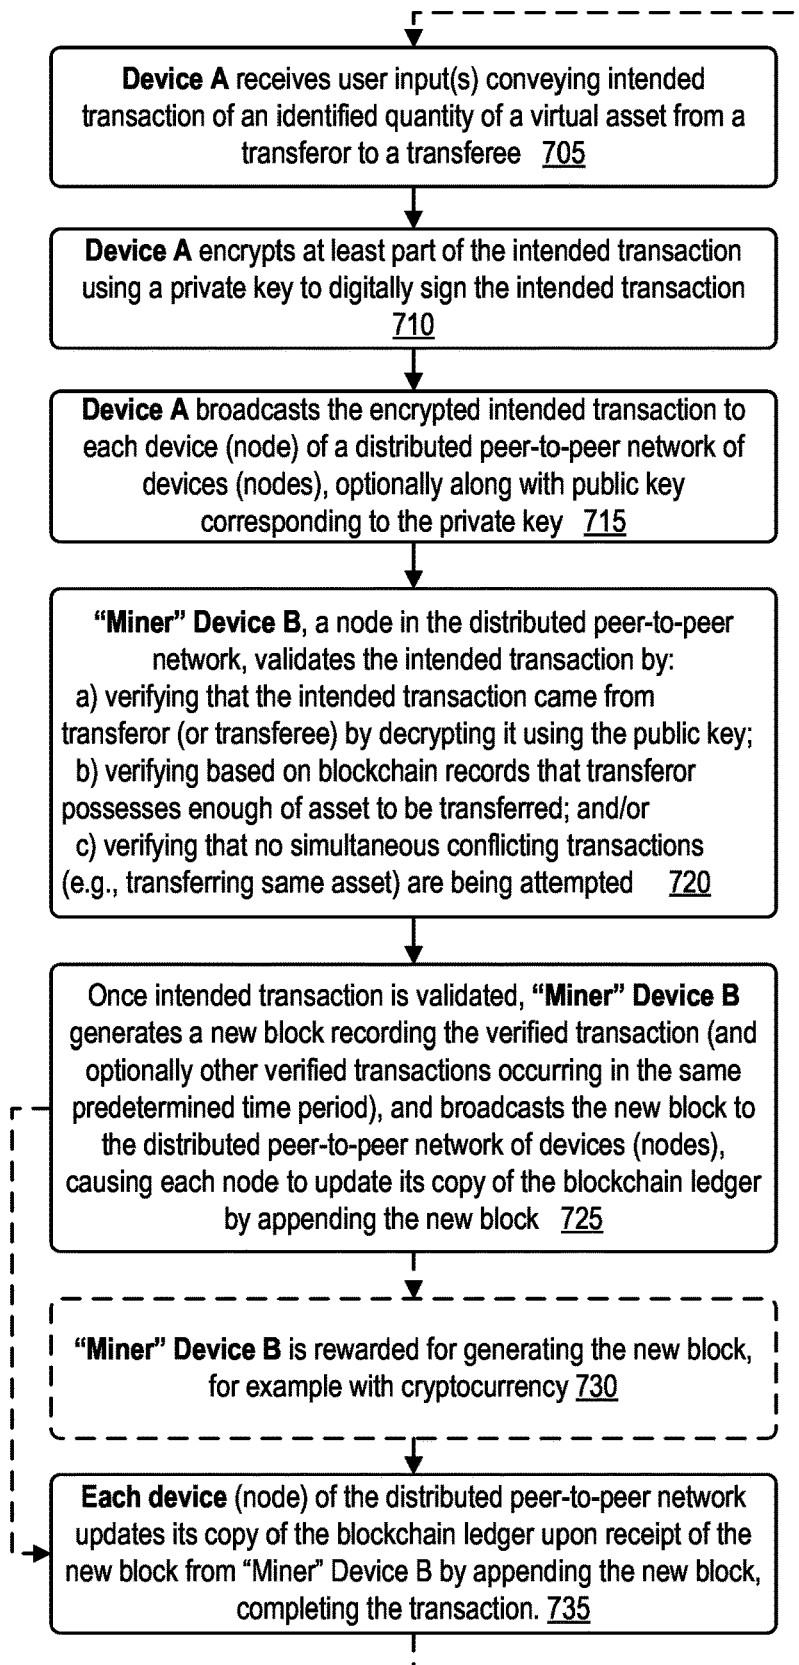 Device A receives user input(s) conveying intended
transaction of an identified quantity of a virtual asset from a
transferor to a transferee 705
Device A encrypts at least part of the intended transaction
using a private key to digitally sign the intended transaction
710
Device A broadcasts the encrypted intended transaction to
each device (node) of a distributed peer-to-peer network of
devices (nodes), optionally along with public key
corresponding to the private key 715
“Miner” Device B, a node in the distributed peer-to-peer
network, validates the intended transaction by:
a) verifying that the intended transaction came from
transferor (or transferee) by decrypting it using the public key;
b) verifying based on blockchain records that transferor
possesses enough of asset to be transferred; and/or
c) verifying that no simultaneous conflicting transactions
(e.g., transferring same asset) are being attempted 720
Once intended transaction is validated, “Miner” Device B
generates a new block recording the verified transaction (and
optionally other verified transactions occurring in the same
predetermined time period), and broadcasts the new block to
the distributed peer-to-peer network of devices (nodes),
causing each node to update its copy of the blockchain ledger
by appending the new block 725
“Miner” Device B is rewarded for generating the new block,
for example with cryptocurrency 730
Each device (node) of the distributed peer-to-peer network
updates its copy of the blockchain ledger upon receipt of the
new block from “Miner” Device B by appending the new block,
completing the transaction. 735